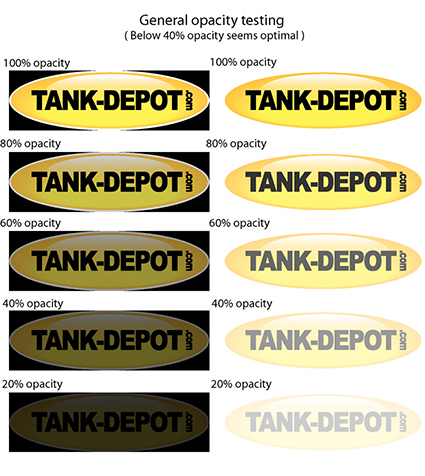 General opacity testing
( Below 40% opacity seems optimal )
100% opacity 100% opacity
TANK-DEPOT.com TANK-DEPOT.com
80% opacity 80% opacity
TANK-DEPOT.com TANK-DEPOT.com
60% opacity 60% opacity
TANK-DEPOT.com TANK-DEPOT.com
40% opacity 40% opacity
TANK-DEPOT.com TANK-DEPOT.com
20% opacity 20% opacity
TANK-DEPOT.com TANK-DEPOT.com